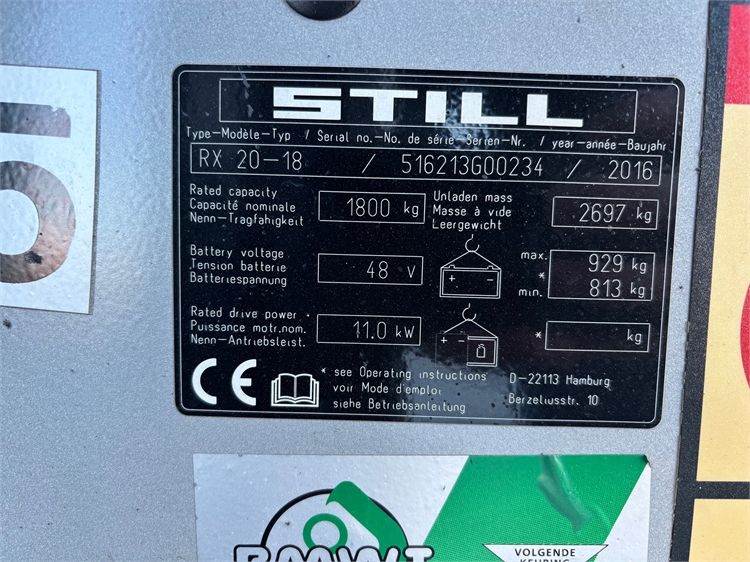 5
STILL
Type-Modèle-Typ / Serial no.-No. de série-Serien-Nr. / year-année-Baujahr
RX 20-18 / 516213G00234 / 2016
Rated capacity
Capacité nominale
Nenn-Tragfähigkeit
1800 kg
Unladen mass
Masse à vide
Leergewicht
2697 kg
Battery voltage
Tension batterie
Batteriespannung
48 V
max. 929 kg
*
min. 813 kg
Rated drive power
Puissance motr.nom.
Nenn-Antriebsleist.
11.0 kW
* kg
CE
* see Operating instructions
voir Mode d'emploi
siehe Betriebsanleitung
D-22113 Hamburg
Berzeliusstr. 10
VOLGENDE
KEURING